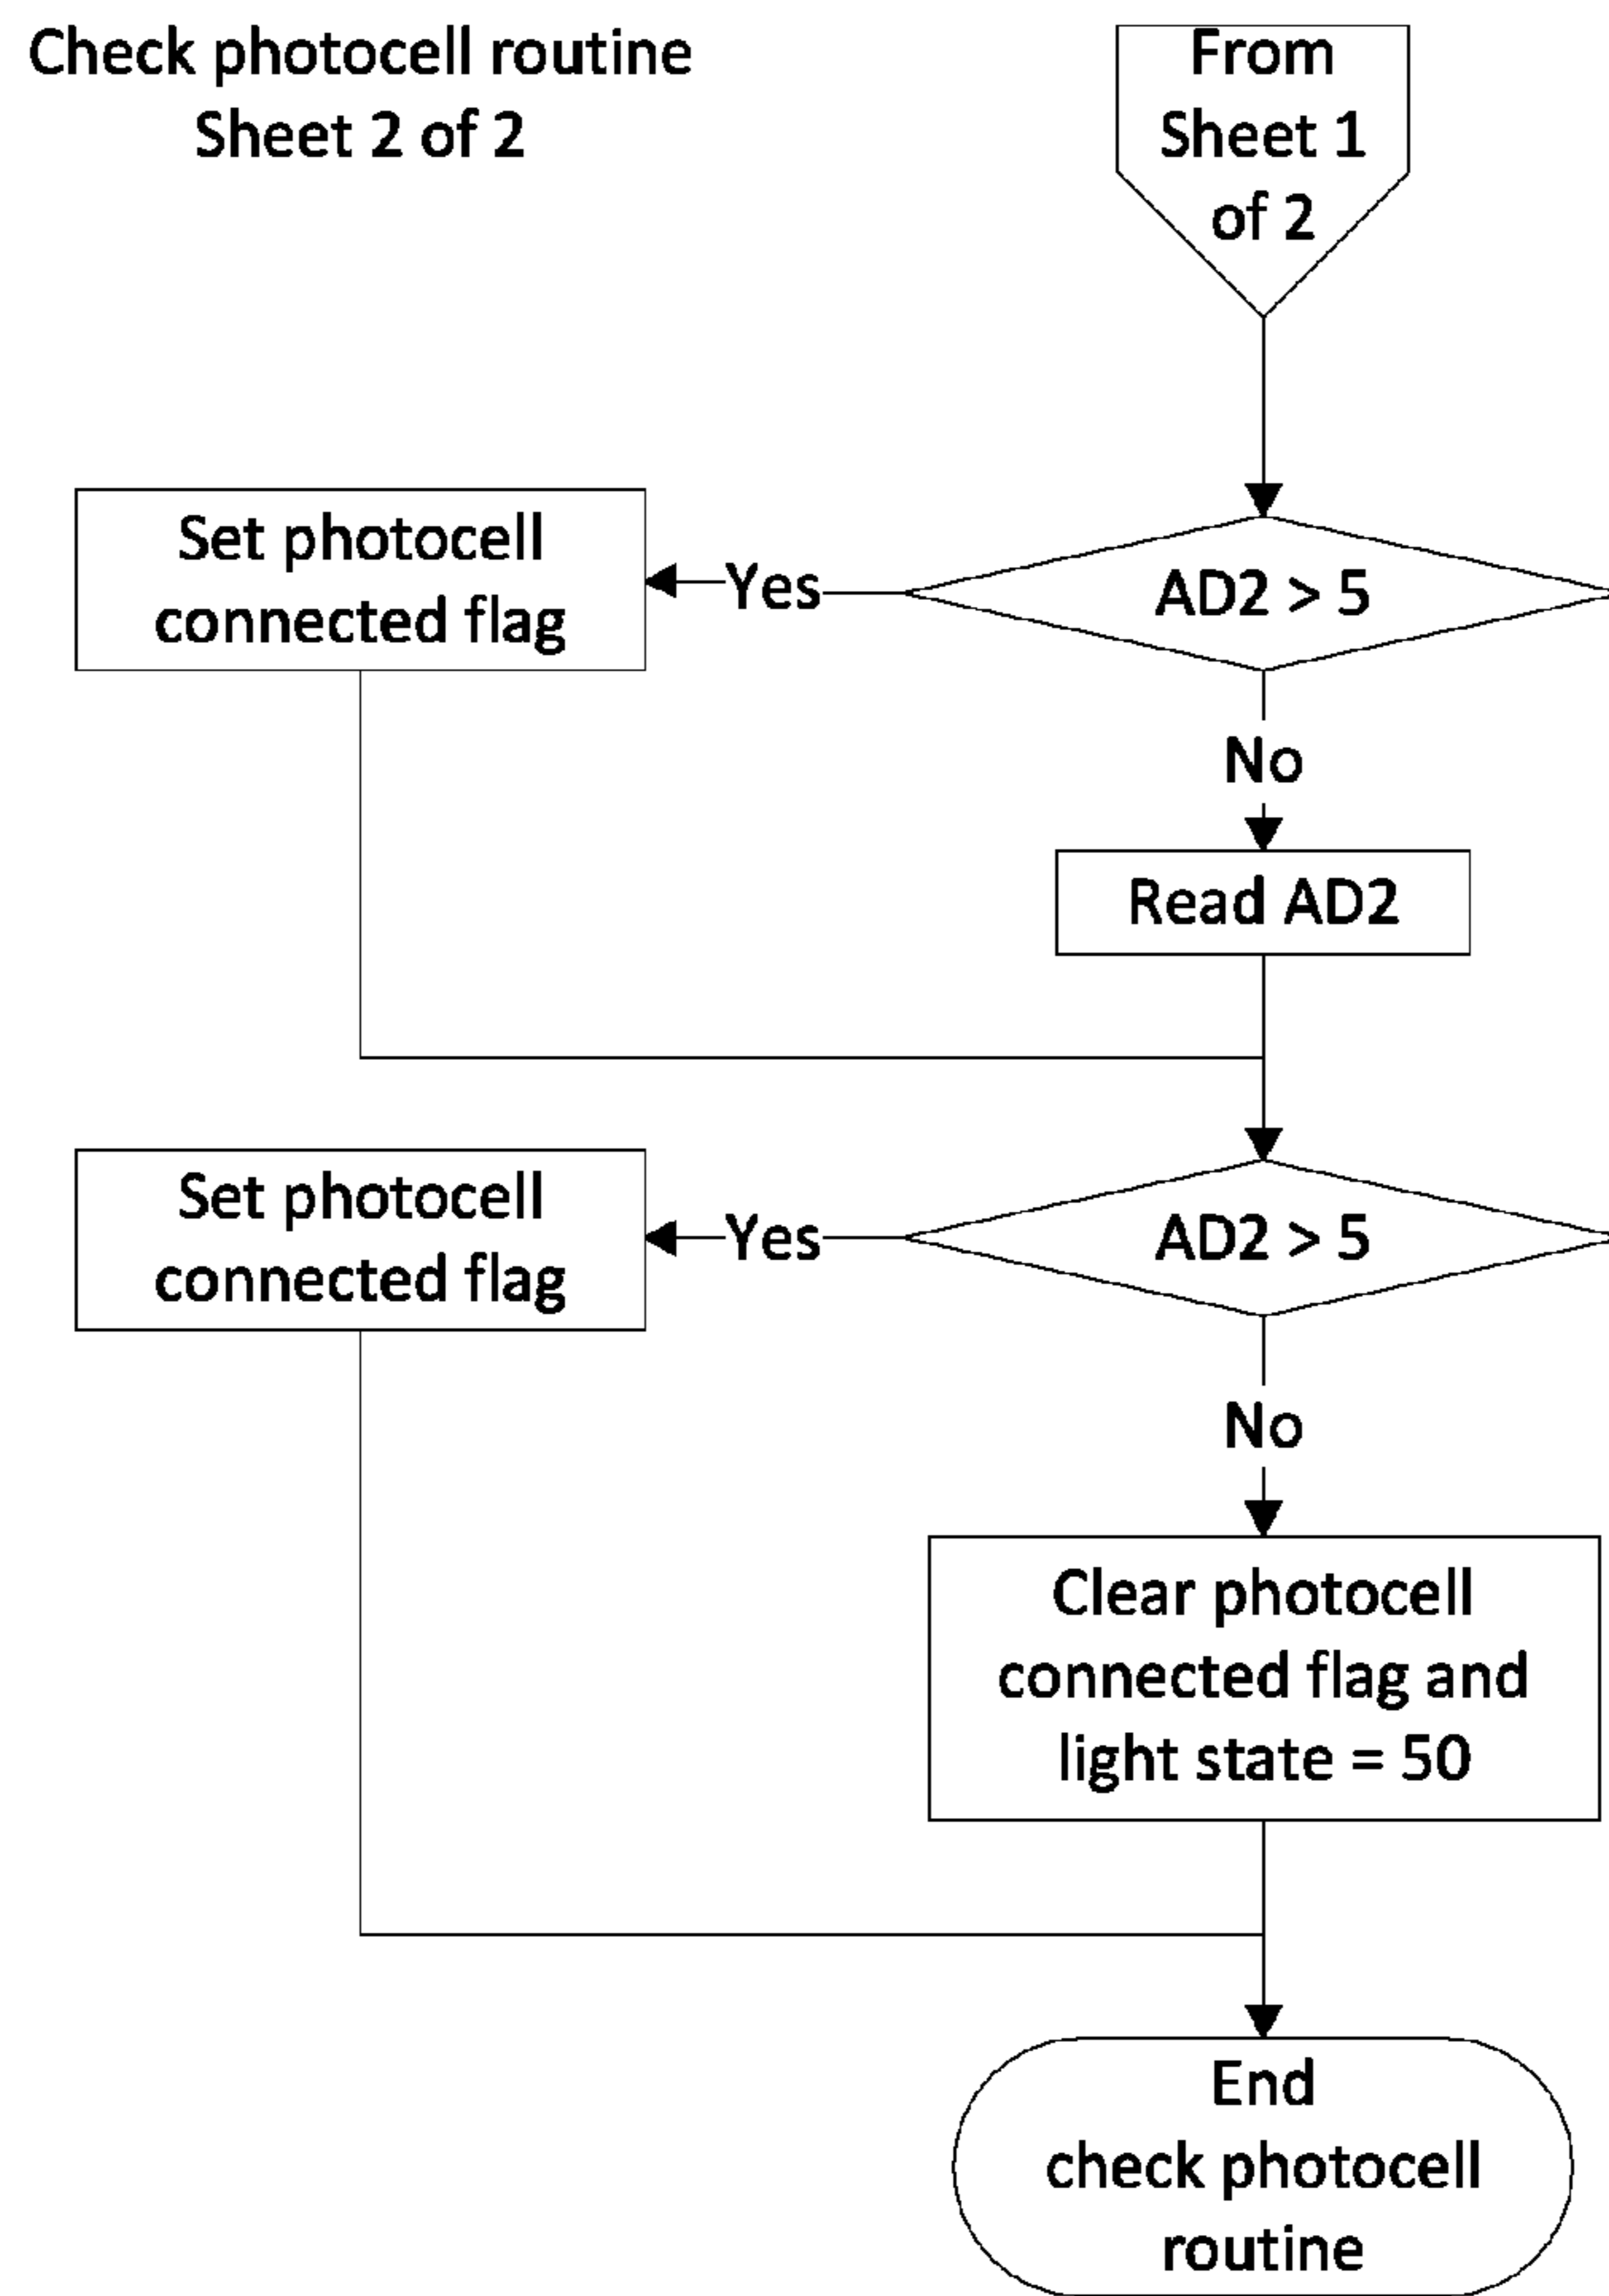 Check photocell routine
Sheet 2 of 2
From
Sheet 1
of 2
AD2 > 5
Yes
Set photocell
connected flag
No
Read AD2
AD2 > 5
Yes
Set photocell
connected flag
No
Clear photocell
connected flag and
light state = 50
End
check photocell
routine